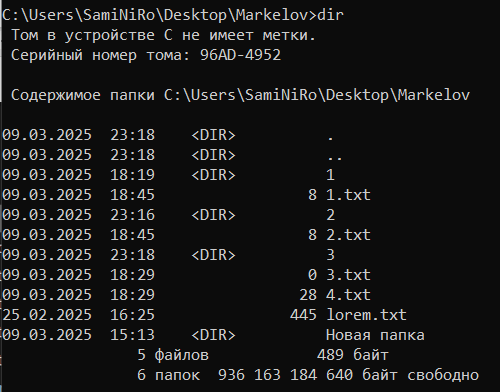 C:\Users\SamiNiRo\Desktop\Markelov>dir
Том в устройстве C не имеет метки.
Серийный номер тома: 96AD-4952
Содержимое папки C:\Users\SamiNiRo\Desktop\Markelov
09.03.2025  23:18    <DIR>          .
09.03.2025  23:18    <DIR>          ..
09.03.2025  18:19    <DIR>          1
09.03.2025  18:45                 8 1.txt
09.03.2025  23:16    <DIR>          2
09.03.2025  18:45                 8 2.txt
09.03.2025  23:18    <DIR>          3
09.03.2025  18:29                 0 3.txt
09.03.2025  18:29                28 4.txt
25.02.2025  16:25               445 lorem.txt
09.03.2025  15:13    <DIR>          Новая папка
5 файлов            489 байт
6 папок  936 163 184 640 байт свободно